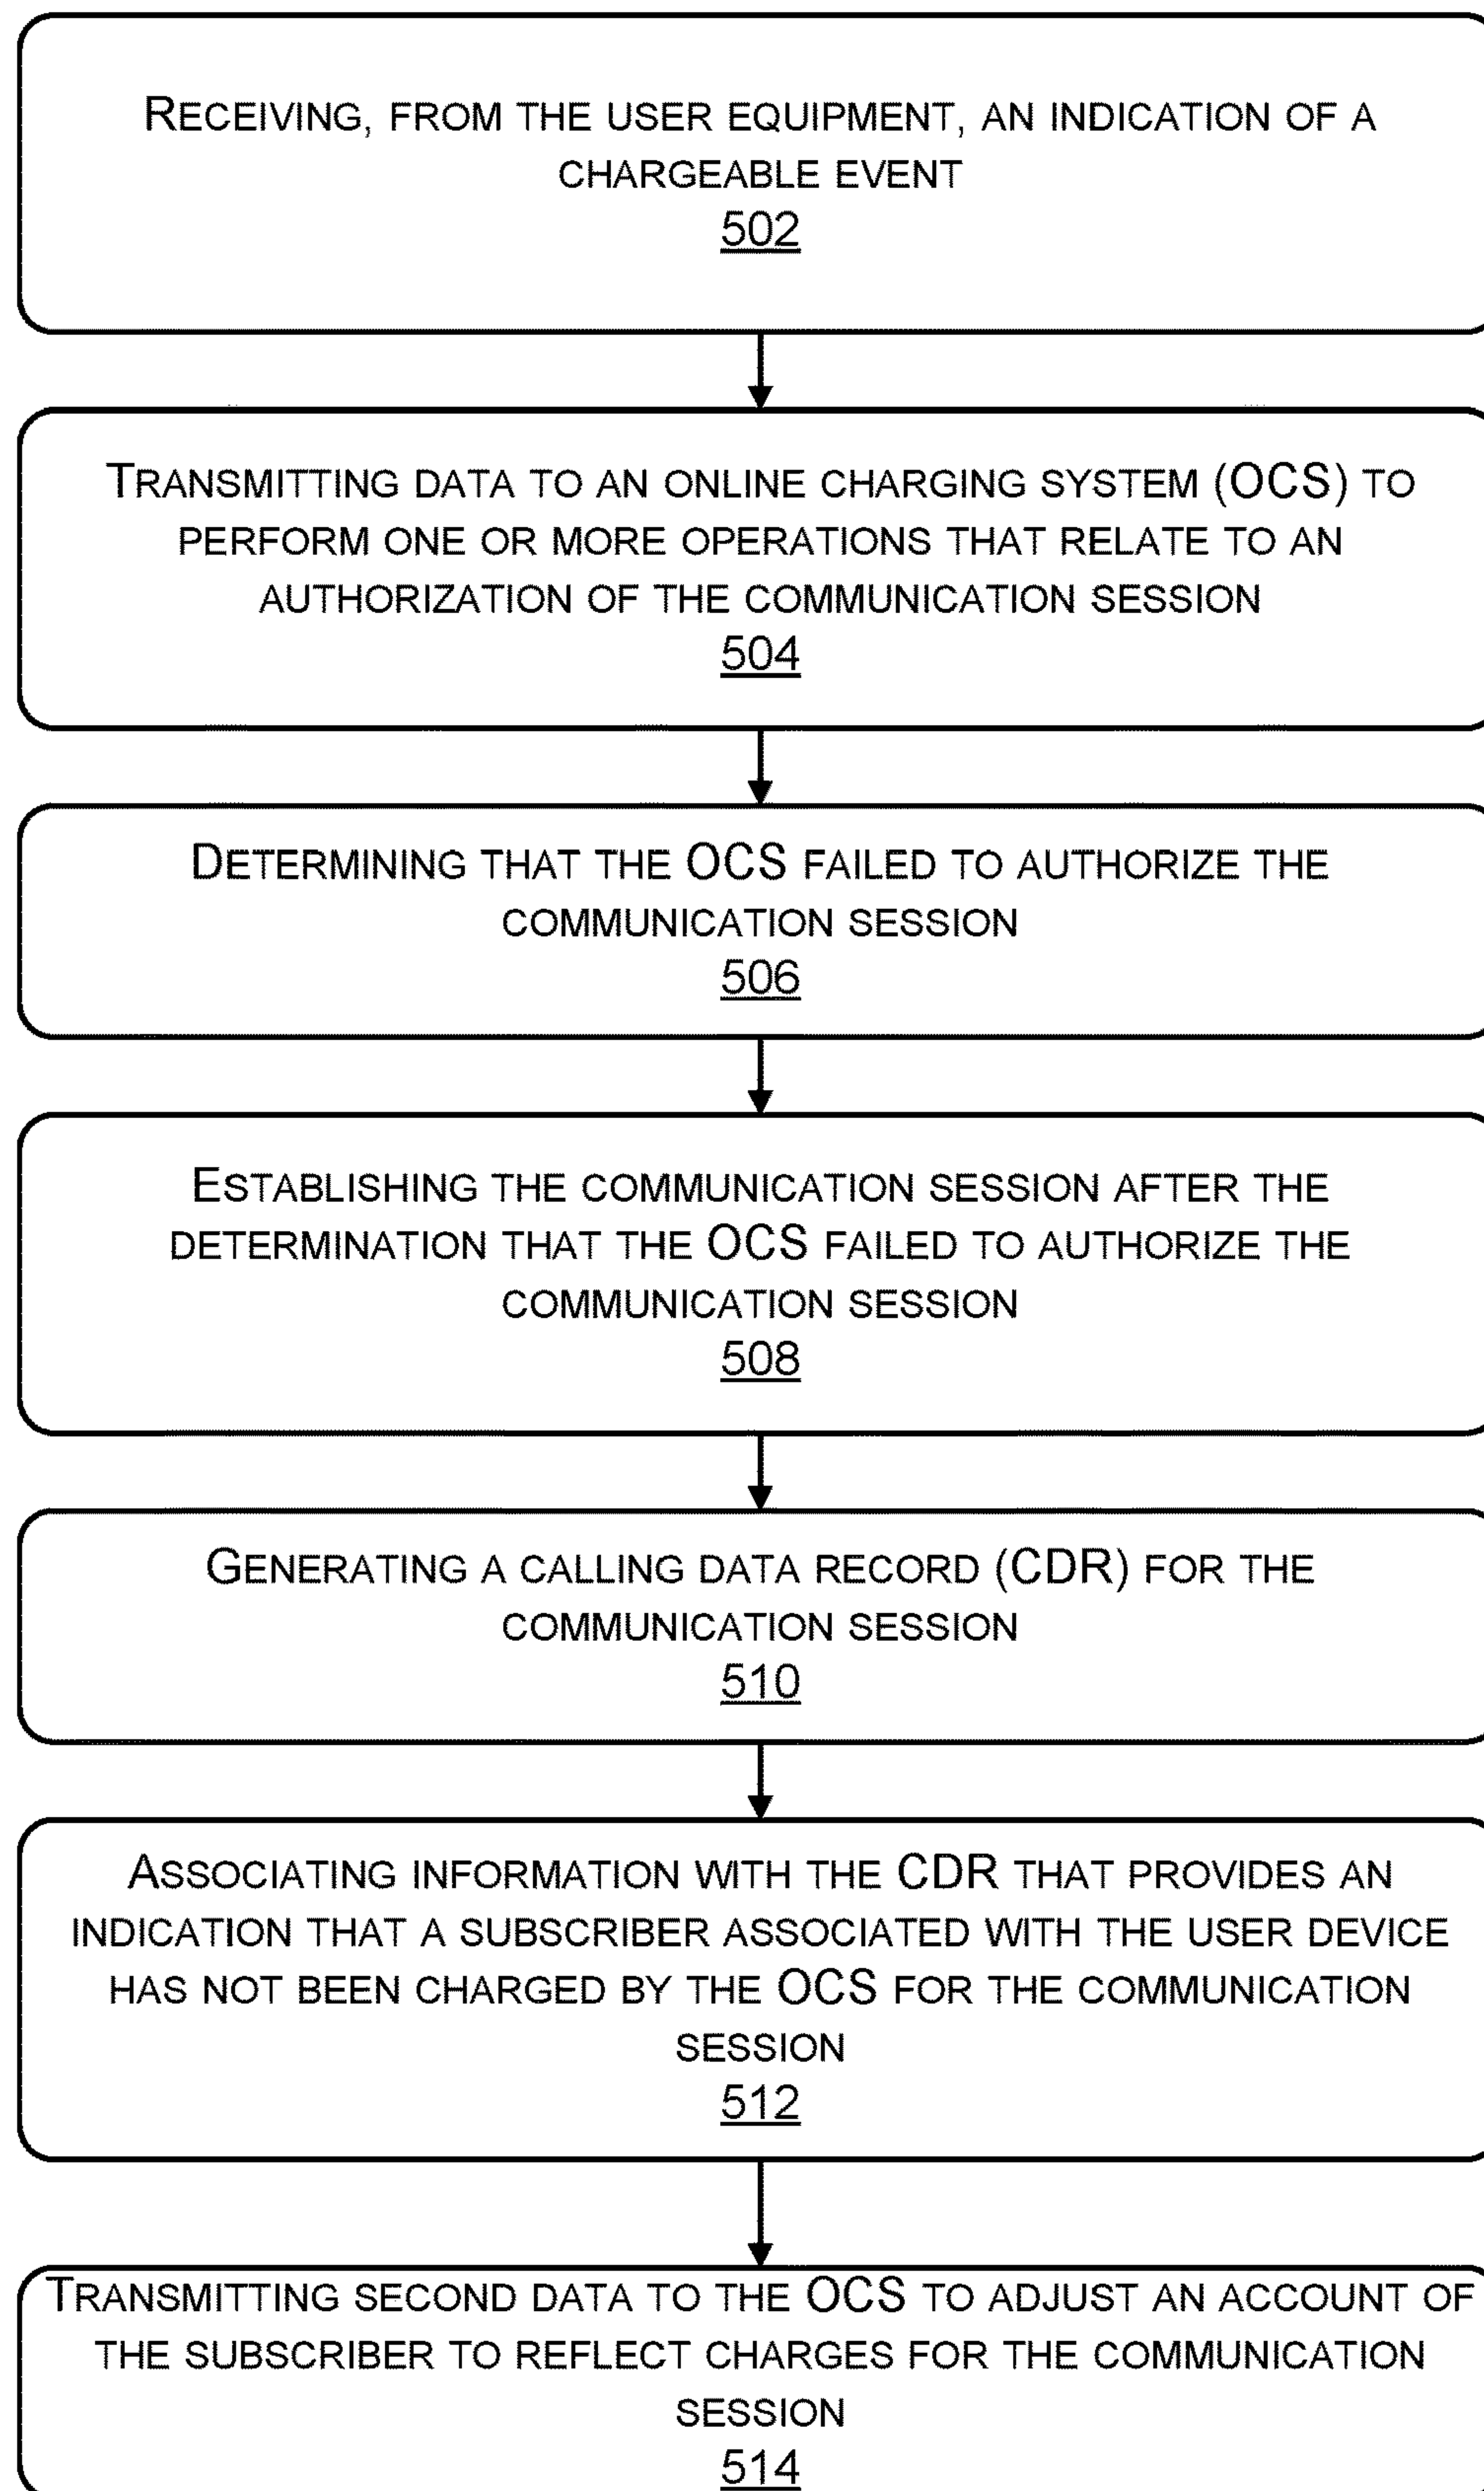 RECEIVING, FROM THE USER EQUIPMENT, AN INDICATION OF A
CHARGEABLE EVENT
502
TRANSMITTING DATA TO AN ONLINE CHARGING SYSTEM (OCS) TO
PERFORM ONE OR MORE OPERATIONS THAT RELATE TO AN
AUTHORIZATION OF THE COMMUNICATION SESSION
504
DETERMINING THAT THE OCS FAILED TO AUTHORIZE THE
COMMUNICATION SESSION
506
ESTABLISHING THE COMMUNICATION SESSION AFTER THE
DETERMINATION THAT THE OCS FAILED TO AUTHORIZE THE
COMMUNICATION SESSION
508
GENERATING A CALLING DATA RECORD (CDR) FOR THE
COMMUNICATION SESSION
510
ASSOCIATING INFORMATION WITH THE CDR THAT PROVIDES AN
INDICATION THAT A SUBSCRIBER ASSOCIATED WITH THE USER DEVICE
HAS NOT BEEN CHARGED BY THE OCS FOR THE COMMUNICATION
SESSION
512
TRANSMITTING SECOND DATA TO THE OCS TO ADJUST AN ACCOUNT OF
THE SUBSCRIBER TO REFLECT CHARGES FOR THE COMMUNICATION
SESSION
514